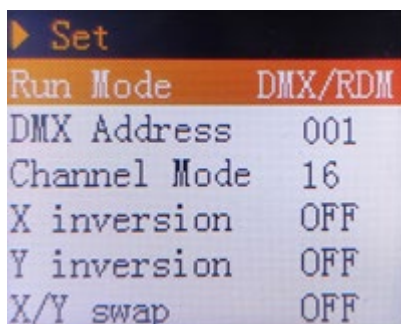 Set
Run Mode DMX/RDM
DMX Address 001
Channel Mode 16
X inversion OFF
Y inversion OFF
X/Y swap OFF